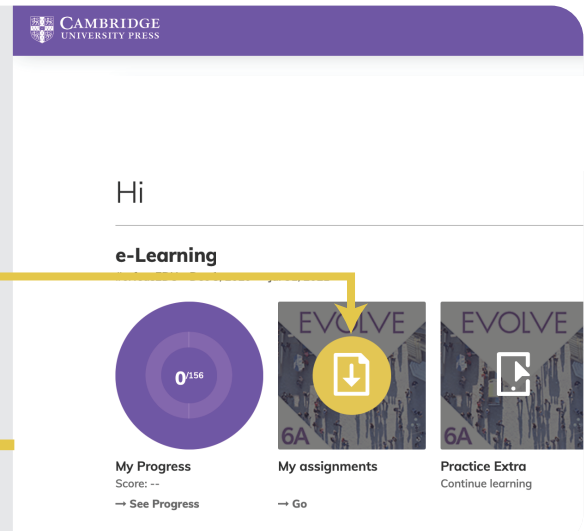 CAMBRIDGE
UNIVERSITY PRESS
Hi
e-Learning
EVOLVE
EVOLVE
0/156
6A
6A
My Progress
My assignments
Practice Extra
Score: --
Continue learning
→ See Progress
→ Go